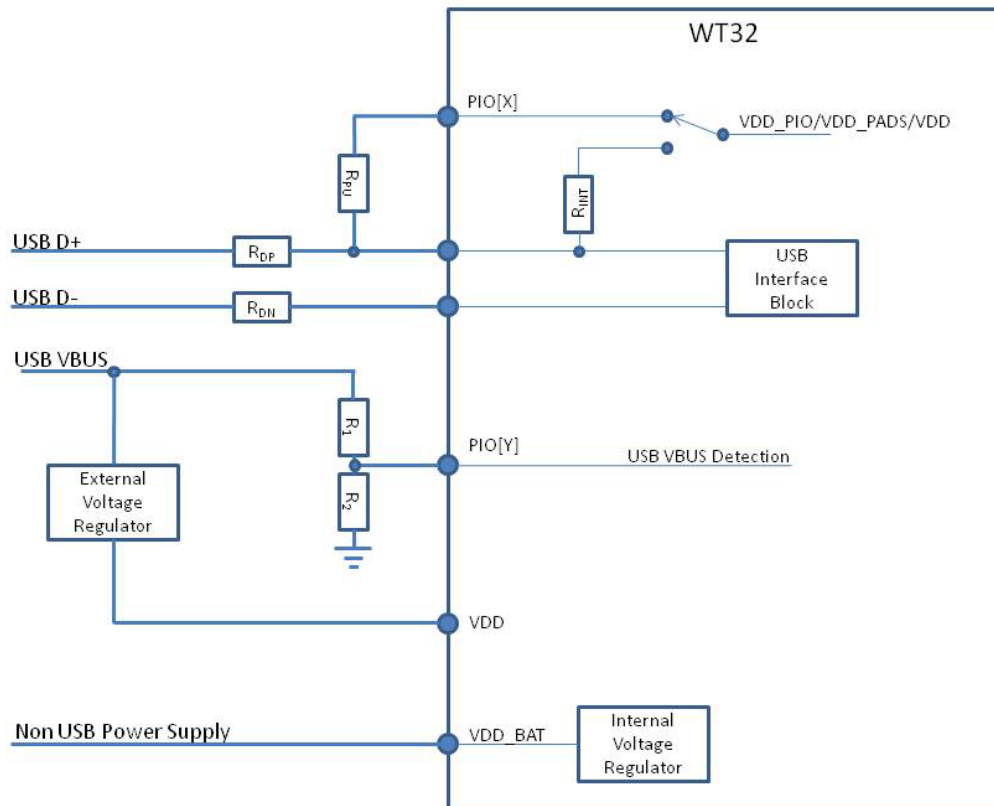 WT32
PIO[X]
VDD_PIO/VDD_PADS/VDD
RPU
RINT
USB D+
RDP
USB
Interface
Block
USB D-
RDN
USB VBUS
R1
PIO[Y]
USB VBUS Detection
External
Voltage
Regulator
R2
VDD
Non USB Power Supply
VDD_BAT
Internal
Voltage
Regulator